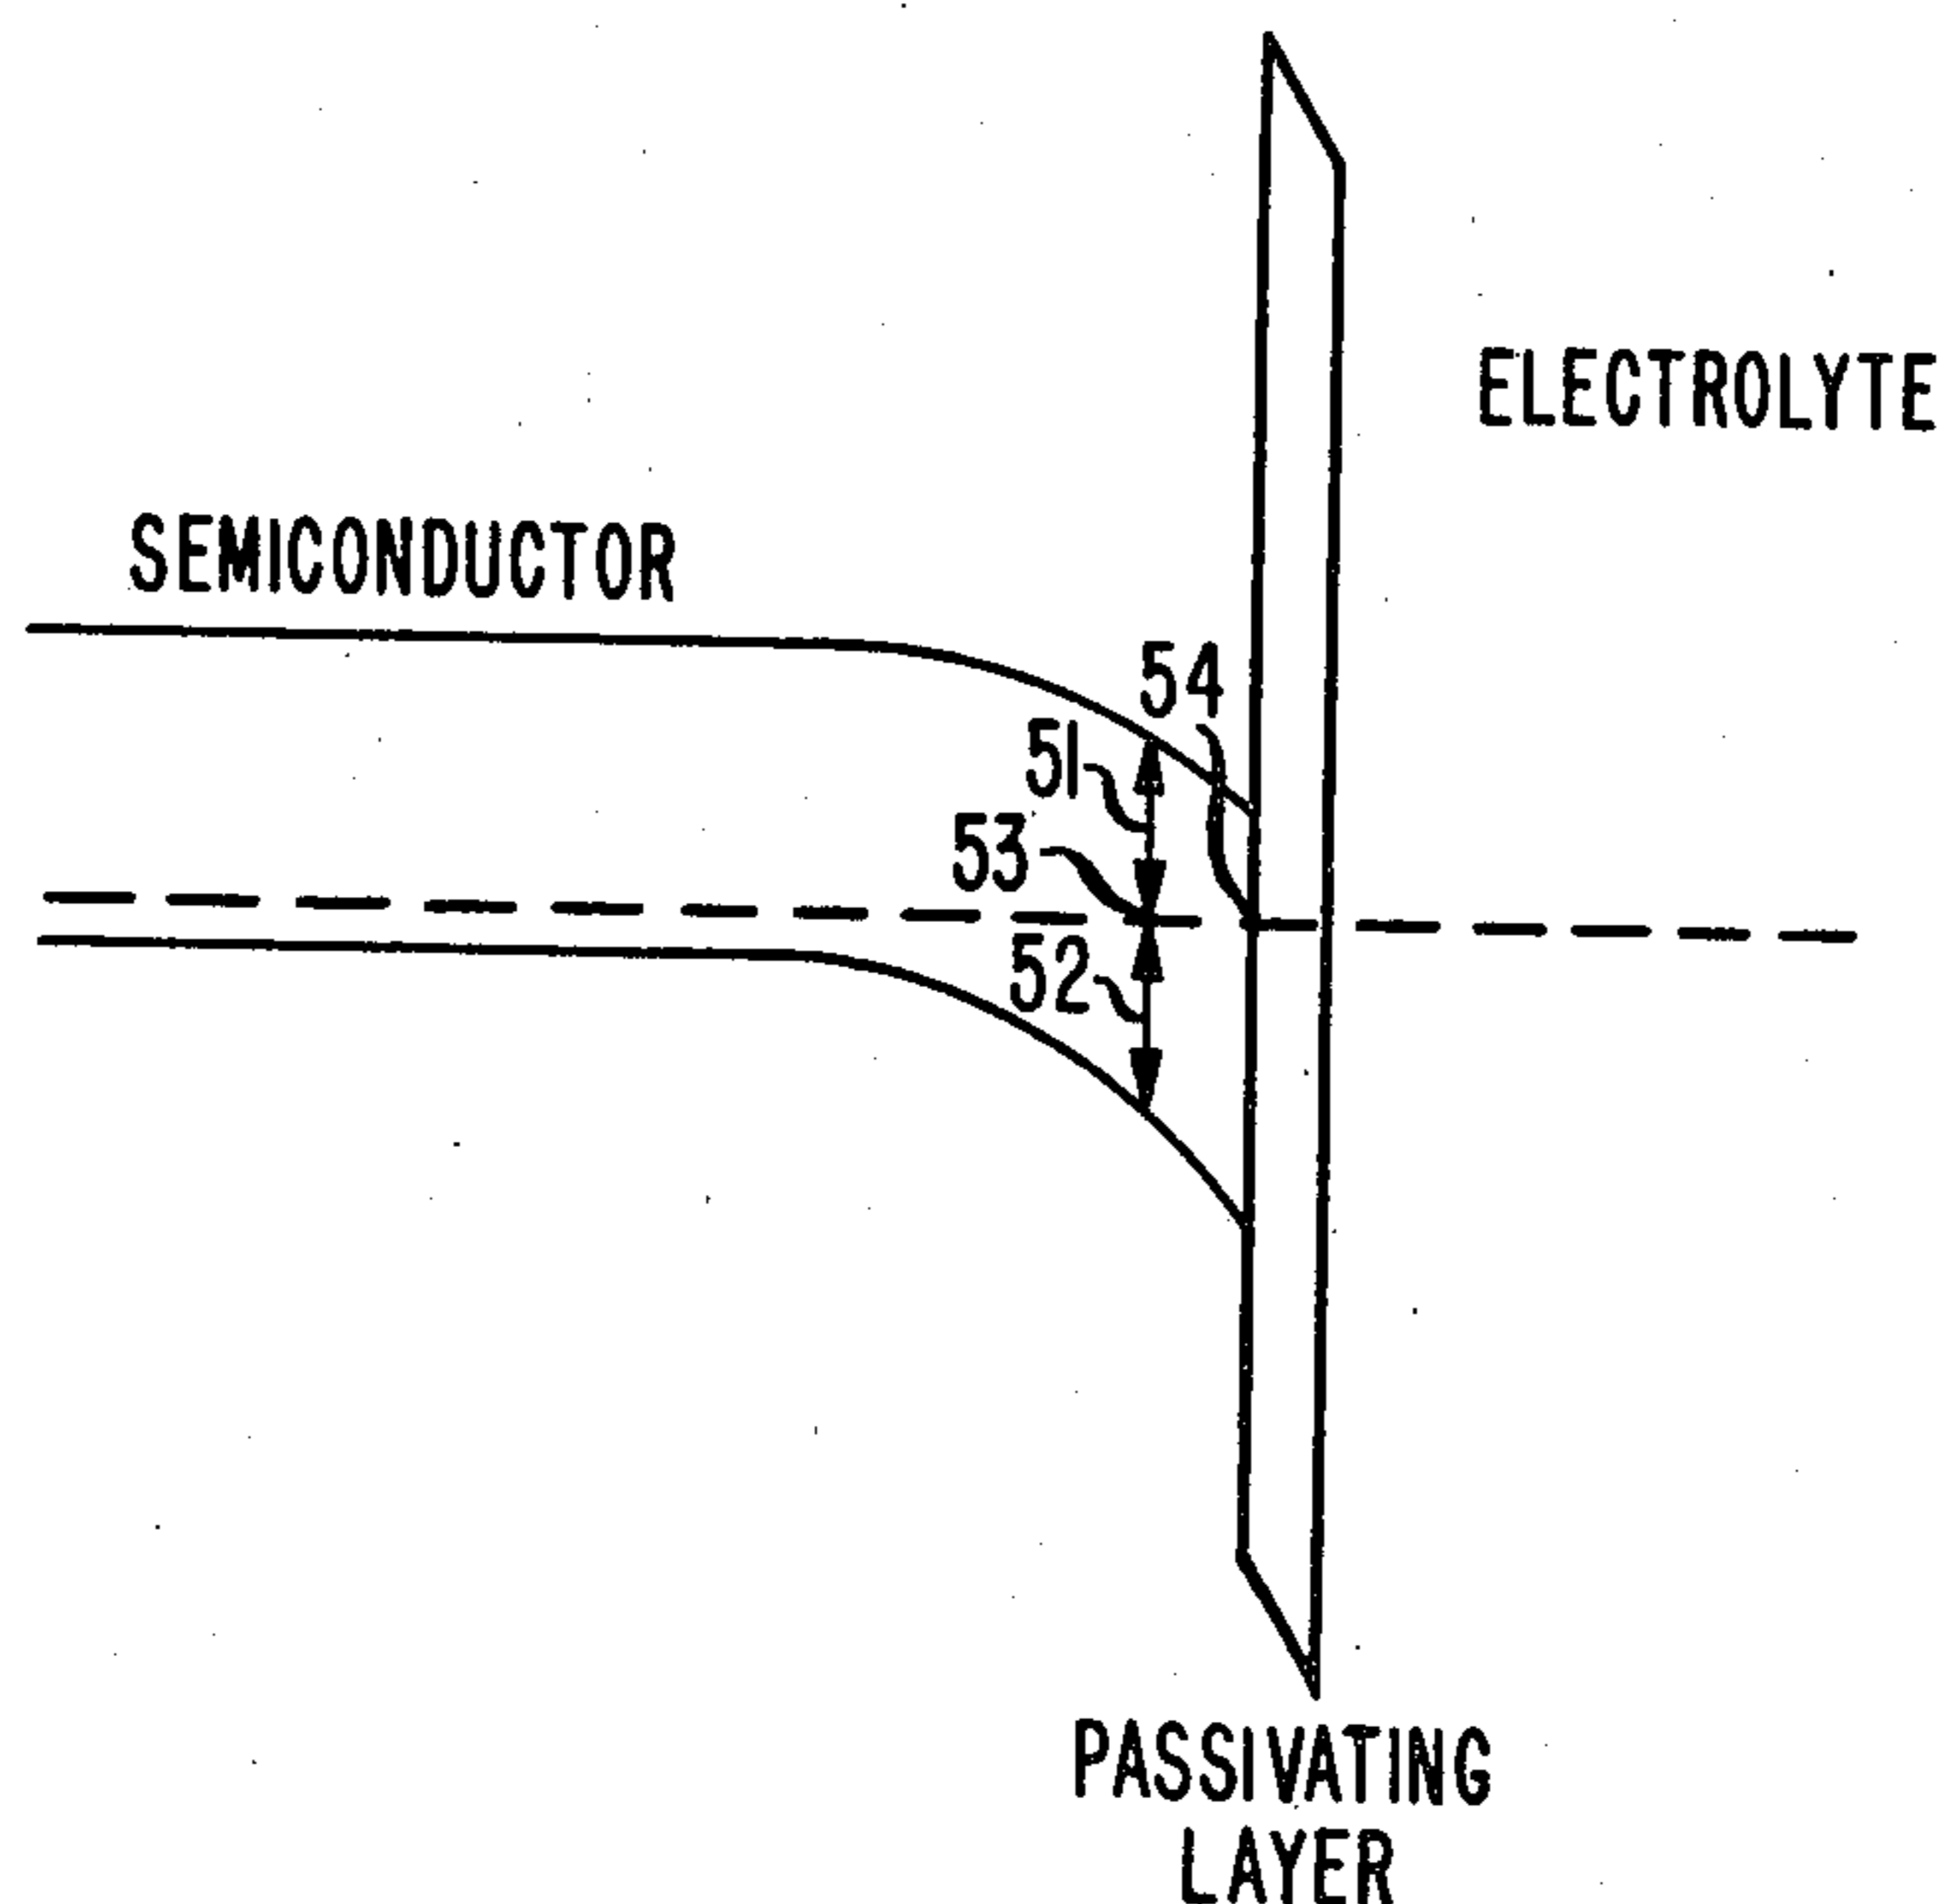 ELECTROLYTE
SEMICONDUCTOR
54
51
53
52
PASSIVATING
LAYER